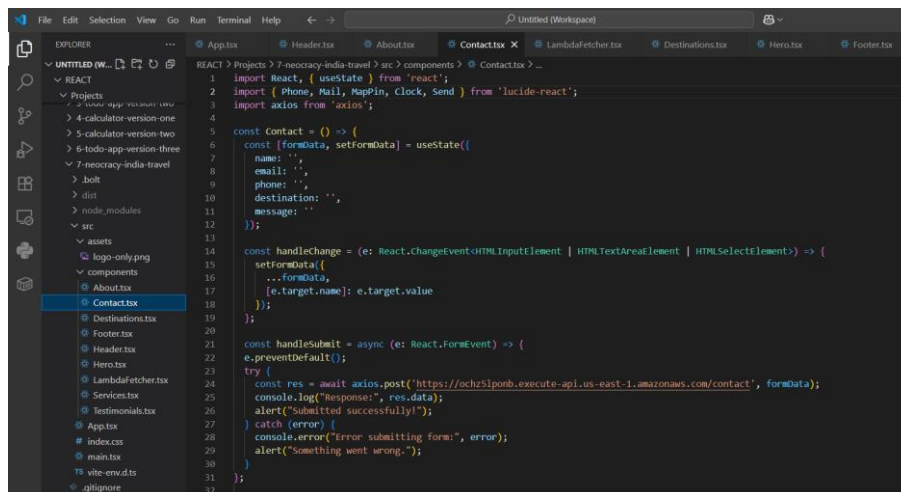 File Edit Selection View Go Run Terminal Help Untitled (Workspace)
EXPLORER
UNTITLED (W...
REACT
Projects
3-todo-app-version-two
4-calculator-version-one
5-calculator-version-two
6-todo-app-version-three
7-neocracy-india-travel
.bolt
dist
node_modules
src
assets
logo-only.png
components
About.tsx
Contact.tsx
Destinations.tsx
Footer.tsx
Header.tsx
Hero.tsx
LambdaFetcher.tsx
Services.tsx
Testimonials.tsx
App.tsx
# index.css
main.tsx
TS vite-env.d.ts
.gitignore
App.tsx Header.tsx About.tsx Contact.tsx LambdaFetcher.tsx Destinations.tsx Hero.tsx Footer.tsx
REACT > Projects > 7-neocracy-india-travel > src > components > Contact.tsx > ...
1 import React, { useState } from 'react';
2 import { Phone, Mail, MapPin, Clock, Send } from 'lucide-react';
3 import axios from 'axios';
4
5 const Contact = () => {
6 const [formData, setFormData] = useState({
7 name: '',
8 email: '',
9 phone: '',
10 destination: '',
11 message: ''
12 });
13
14 const handleChange = (e: React.ChangeEvent<HTMLInputElement | HTMLTextAreaElement | HTMLSelectElement>) => {
15 setFormData({
16 ...formData,
17 [e.target.name]: e.target.value
18 });
19 };
20
21 const handleSubmit = async (e: React.FormEvent) => {
22 e.preventDefault();
23 try {
24 const res = await axios.post('https://ochz5lponb.execute-api.us-east-1.amazonaws.com/contact', formData);
25 console.log("Response:", res.data);
26 alert("Submitted successfully!");
27 } catch (error) {
28 console.error("Error submitting form:", error);
29 alert("Something went wrong.");
30 }
31 };
32